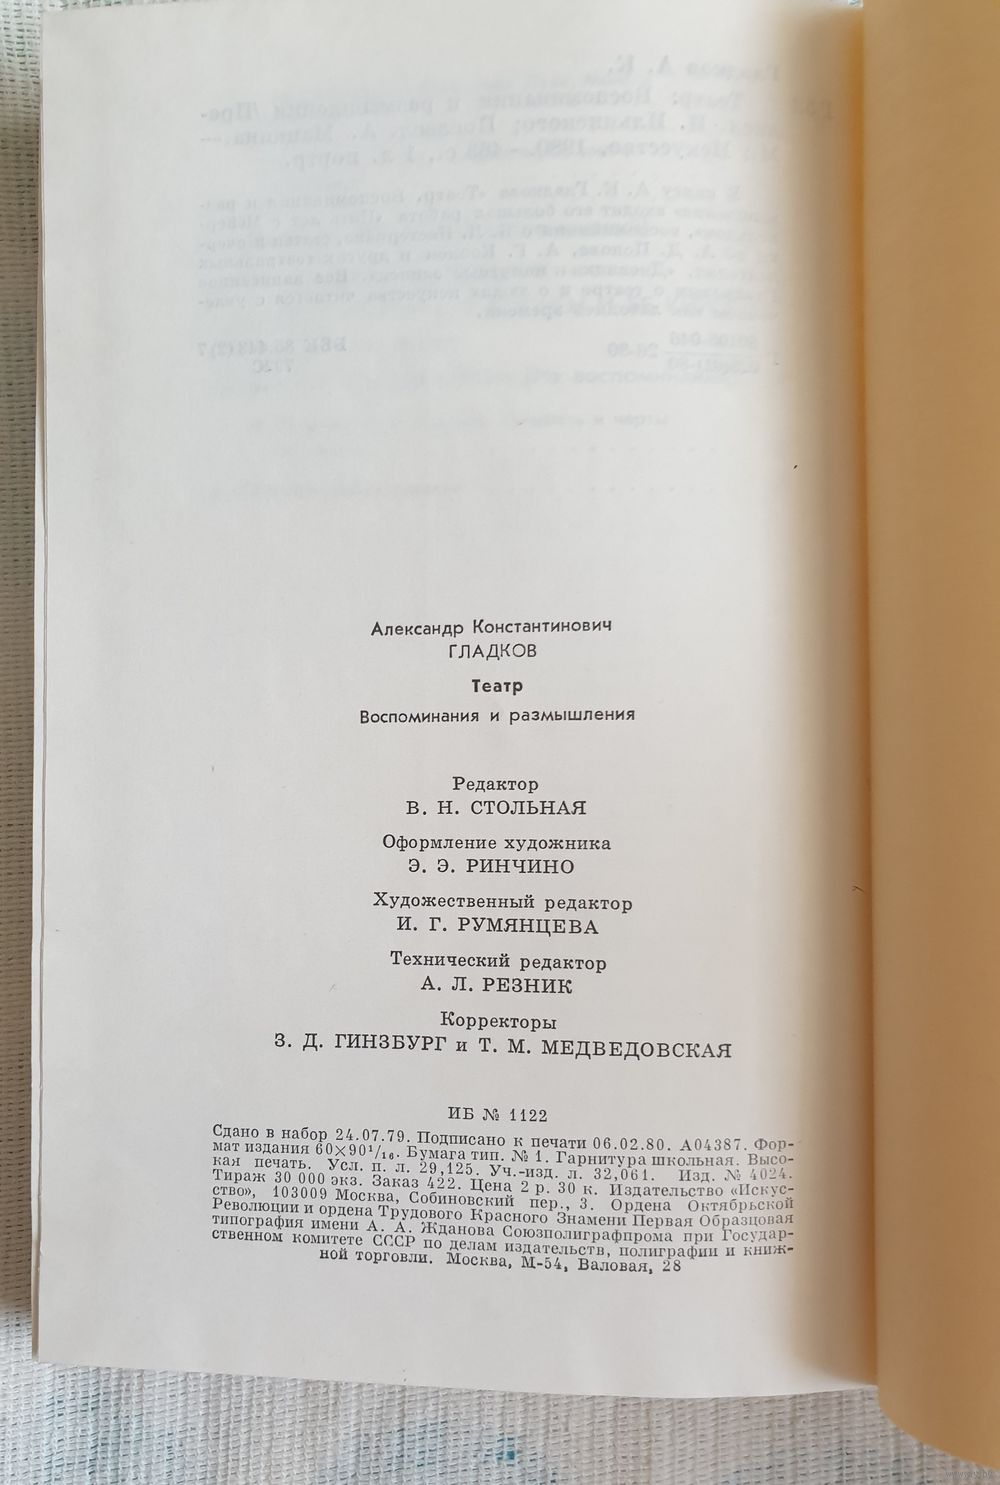 Александр Константинович
ГЛАДКОВ
Театр
Воспоминания и размышления
Редактор
В. Н. СТОЛЬНАЯ
Оформление художника
Э. Э. РИНЧИНО
Художественный редактор
И. Г. РУМЯНЦЕВА
Технический редактор
А. Л. РЕЗНИК
Корректоры
З. Д. ГИНЗБУРГ и Т. М. МЕДВЕДОВСКАЯ
ИБ № 1122
Сдано в набор 24.07.79. Подписано к печати 06.02.80. А04387. Фор-
мат издания 60×90¹/₁₆. Бумага тип. № 1. Гарнитура школьная. Высо-
кая печать. Усл. п. л. 29,125. Уч.-изд. л. 32,061. Изд. № 4024.
Тираж 30 000 экз. Заказ 422. Цена 2 р. 30 к. Издательство «Искус-
ство», 103009 Москва, Собиновский пер., 3. Ордена Октябрьской
Революции и ордена Трудового Красного Знамени Первая Образцовая
типография имени А. А. Жданова Союзполиграфпрома при Государ-
ственном комитете СССР по делам издательств, полиграфии и книж-
ной торговли. Москва, М-54, Валовая, 28